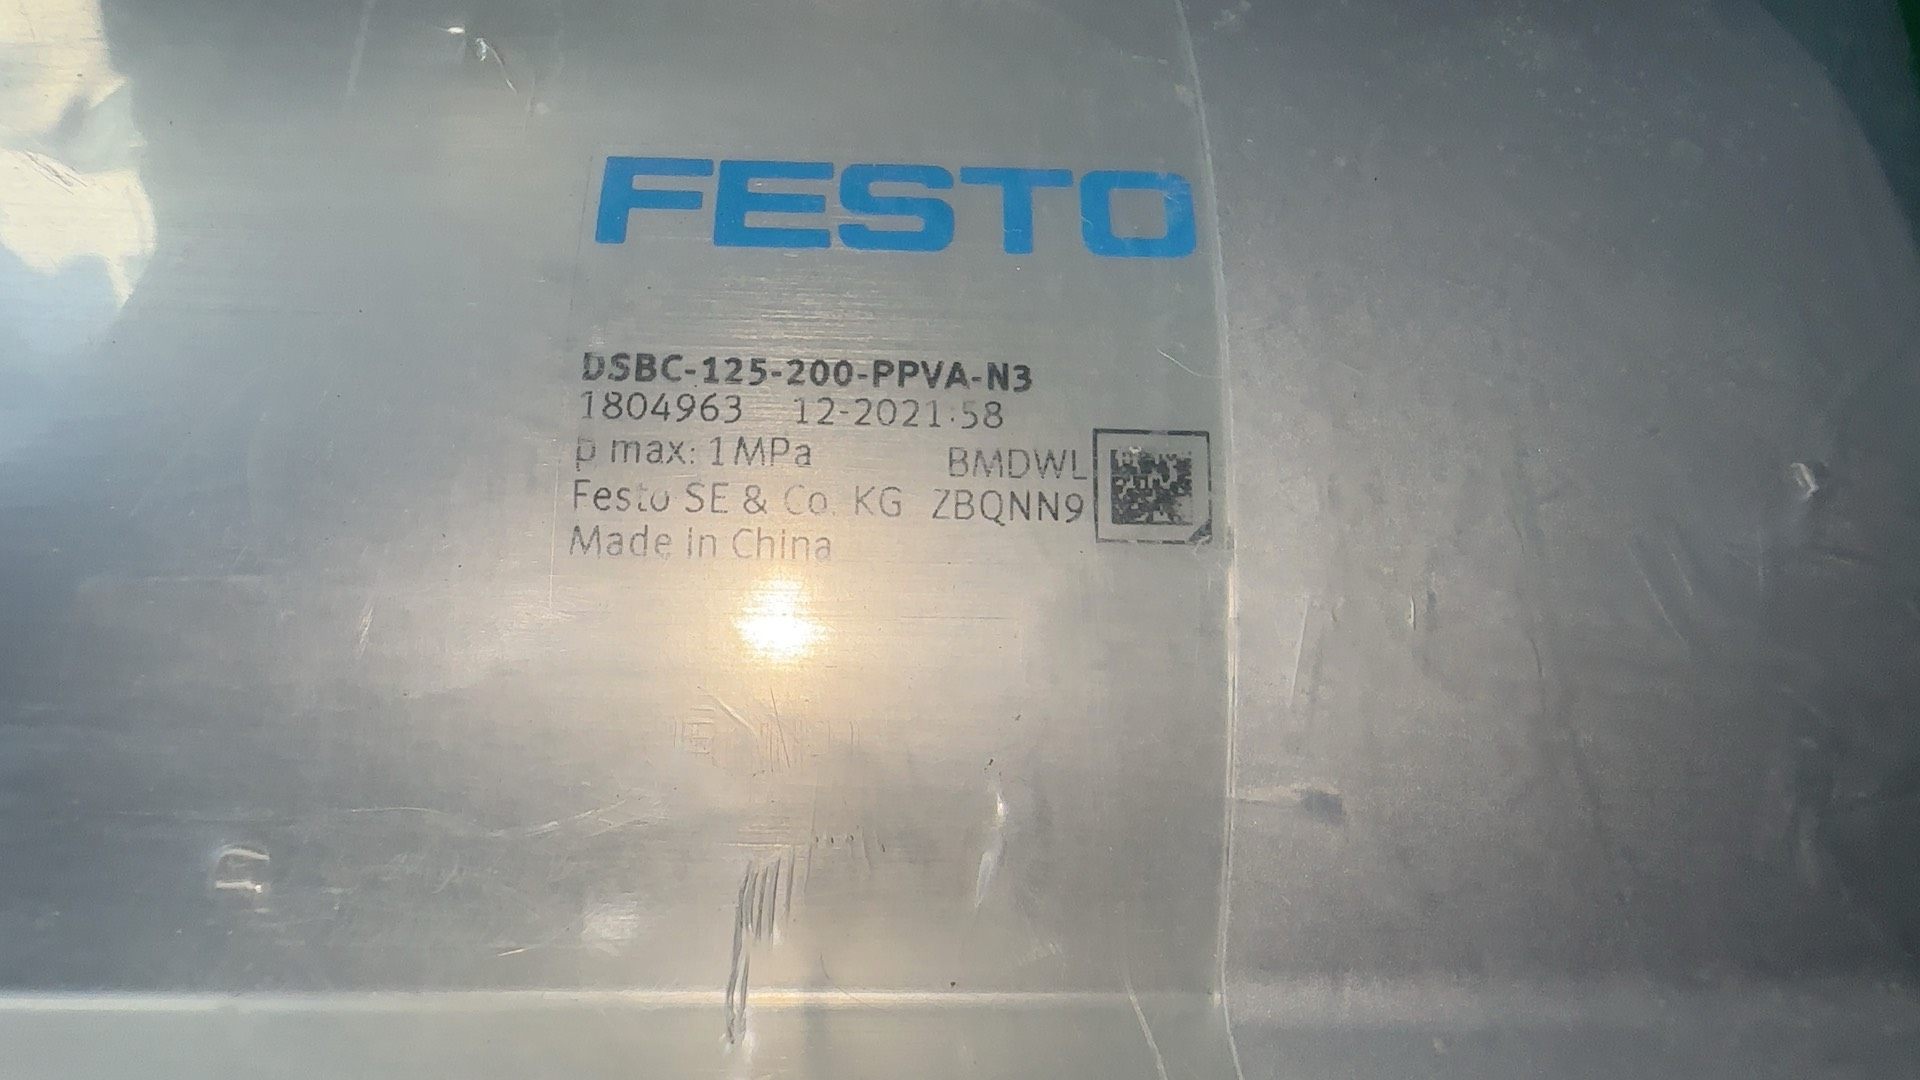 FESTO
DSBC-125-200-PPVA-N3
1804963 12-2021:58
p max: 1MPa BMDWL
Festo SE & Co. KG ZBQNN9
Made in China